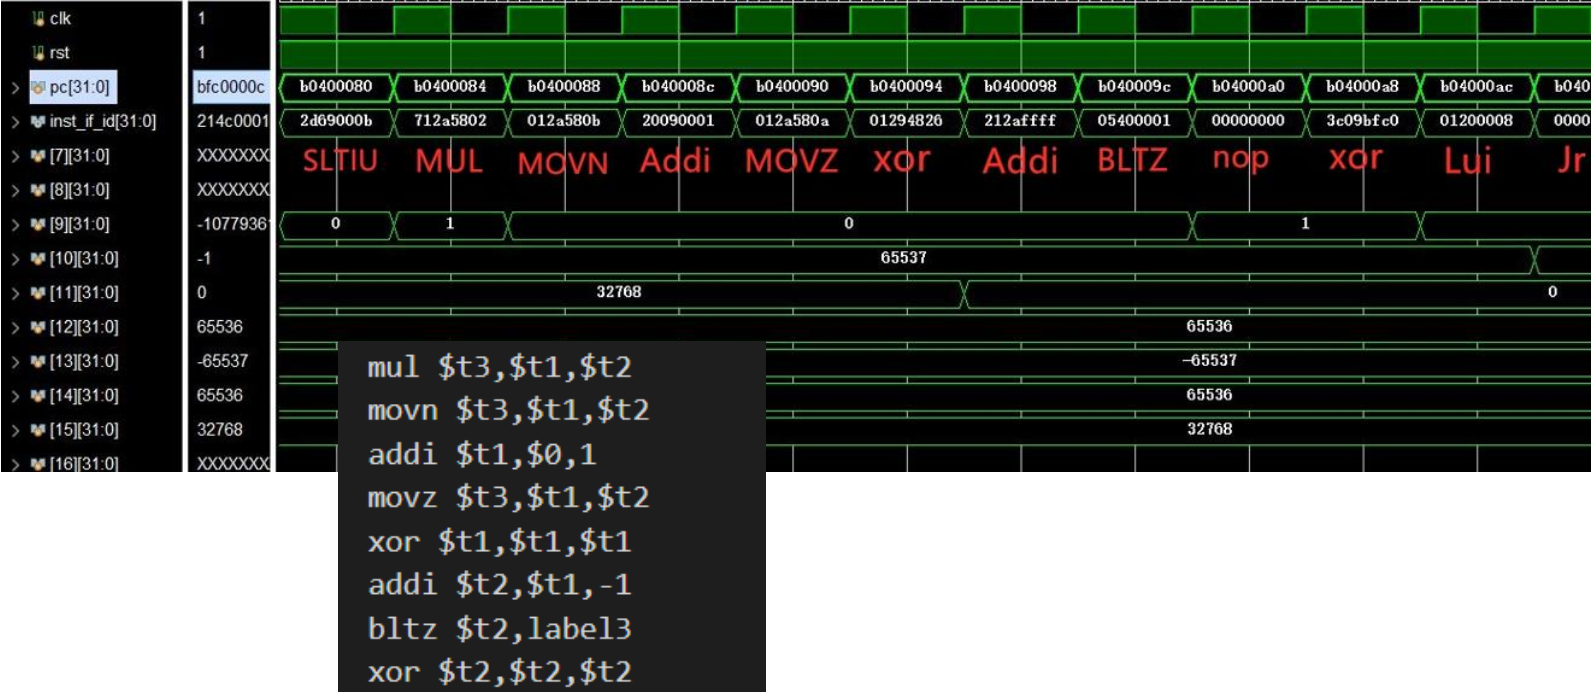 clk 1
rst 1
pc[31:0] bfc0000c b0400080 b0400084 b0400088 b040008c b0400090 b0400094 b0400098 b040009c b04000a0 b04000a8 b04000ac b040
inst_if_id[31:0] 214c0001 2d69000b 712a5802 012a580b 20090001 012a580a 01294826 212affff 05400001 00000000 3c09bfc0 01200008 0000
[7][31:0] XXXXXXX SLTIU MUL MOVN Addi MOVZ xor Addi BLTZ nop xor Lui Jr
[8][31:0] XXXXXXX
[9][31:0] -10779361 0 1 0 1
[10][31:0] -1 65537
[11][31:0] 0 32768 0
[12][31:0] 65536 65536
[13][31:0] -65537 -65537
[14][31:0] 65536 65536
[15][31:0] 32768 32768
[16][31:0] XXXXXXX
mul $t3,$t1,$t2
movn $t3,$t1,$t2
addi $t1,$0,1
movz $t3,$t1,$t2
xor $t1,$t1,$t1
addi $t2,$t1,-1
bltz $t2,label3
xor $t2,$t2,$t2